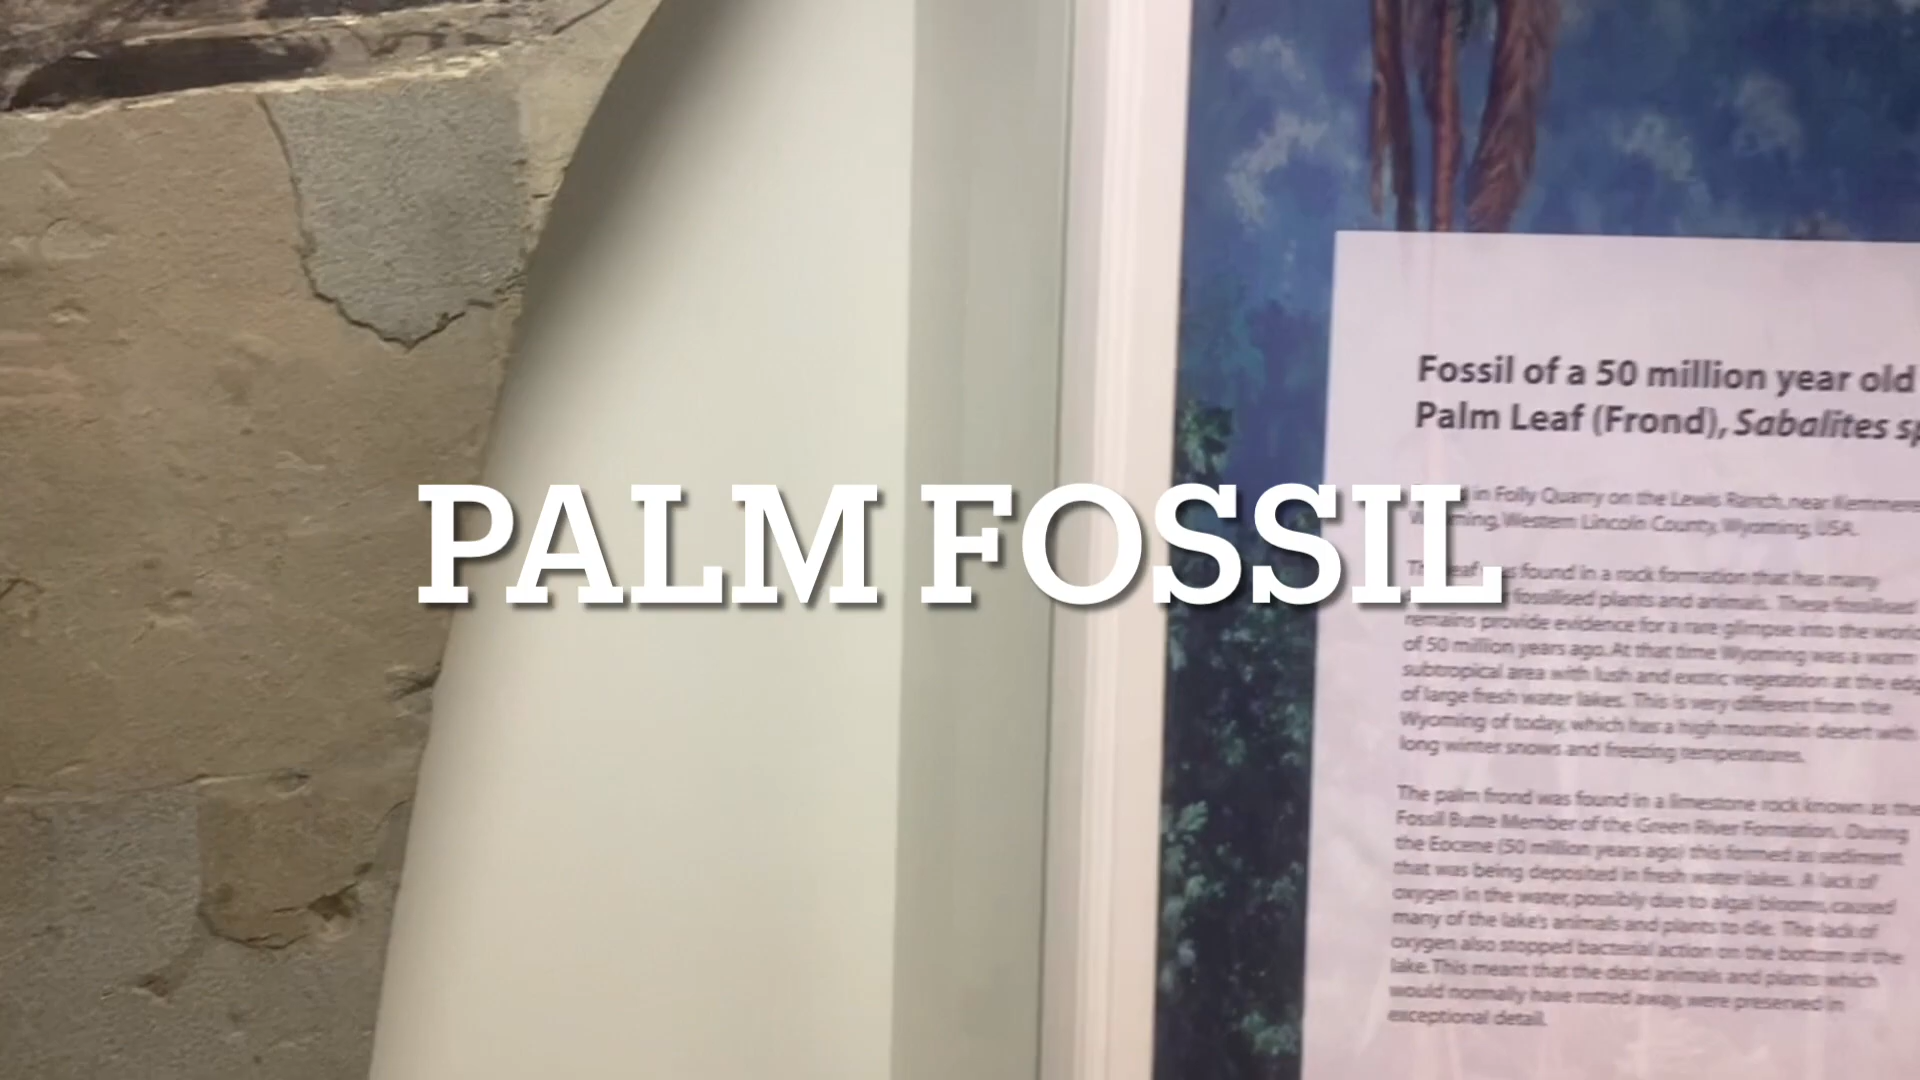 Fossil of a 50 million year old
Palm Leaf (Frond), Sabalites sp
PALM FOSSIL
in Folly Quarry on the Lewis Ranch, near Kemmere
Wyoming, Western Lincoln County, Wyoming, USA.
found in a rock formation that has many
fossilised plants and animals. These fossilised
remains provide evidence for a rare glimpse into the world
of 50 million years ago. At that time Wyoming was a warm
subtropical area with lush and exotic vegetation at the edg
of large fresh water lakes. This is very different from the
Wyoming of today, which has a high mountain desert with
long winter snows and freezing temperatures.
The palm frond was found in a limestone rock known as the
Fossil Butte Member of the Green River Formation. During
the Eocene (50 million years ago) this formed as sediment
that was being deposited in fresh water lakes. A lack of
oxygen in the water, possibly due to algal blooms, caused
many of the lake's animals and plants to die. The lack of
oxygen also stopped bacterial action on the bottom of the
lake. This meant that the dead animals and plants which
would normally have rotted away, were preserved in
exceptional detail.